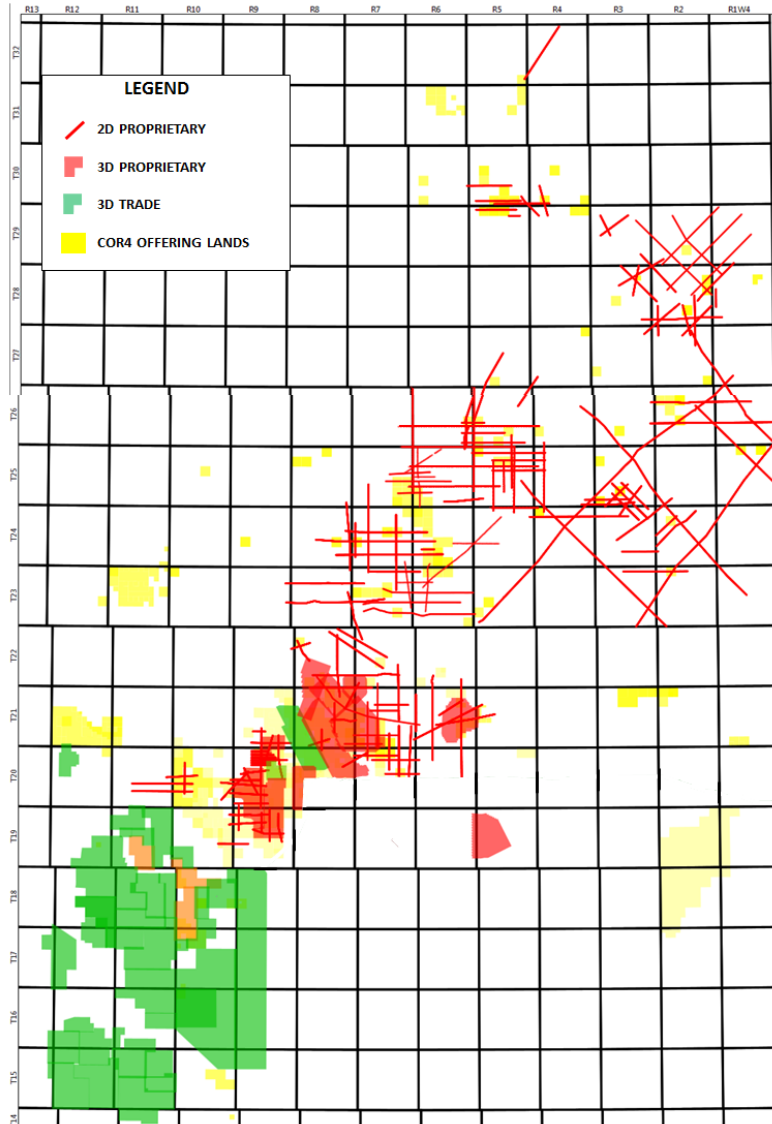 R13 R12 R11 R10 R9 R8 R7 R6 R5 R4 R3 R2 R1W4
T32
T31
LEGEND
2D PROPRIETARY
3D PROPRIETARY
3D TRADE
COR4 OFFERING LANDS
T30
T29
T28
T27
T26
T25
T24
T23
T22
T21
T20
T19
T18
T17
T16
T15
14